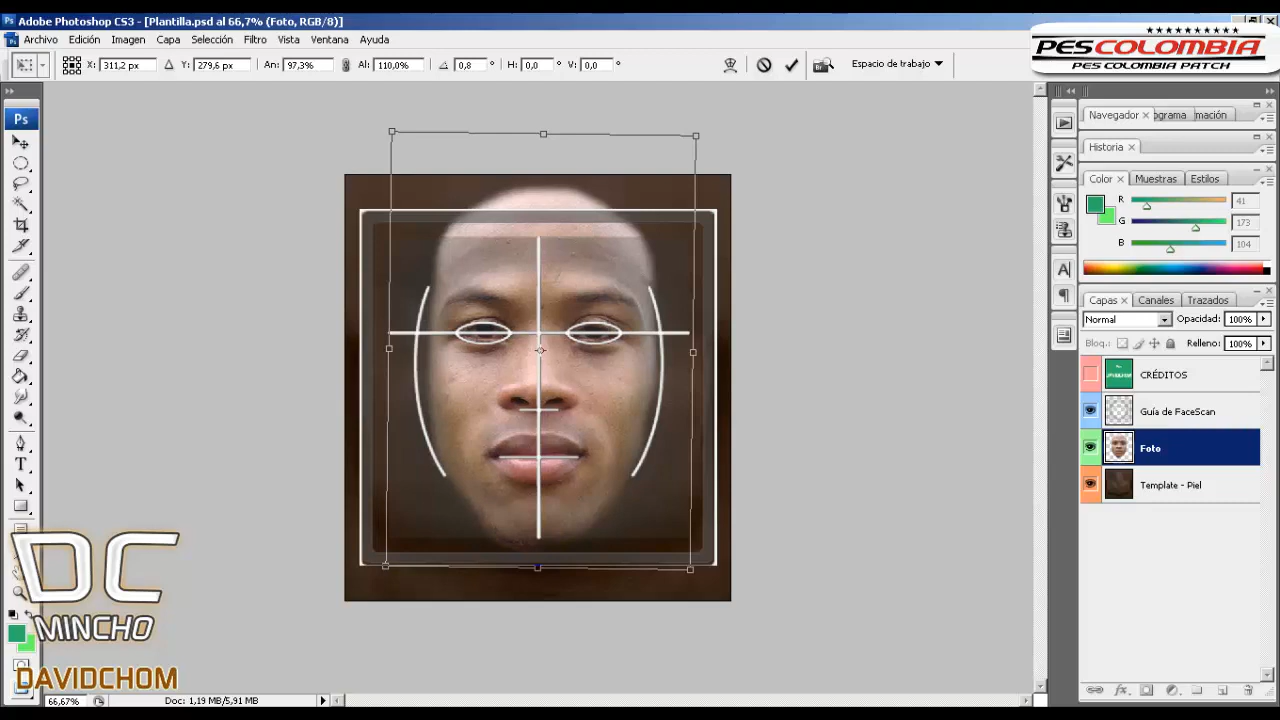 Adobe Photoshop CS3 - [Plantilla.psd al 66,7% (Foto, RGB/8)]
Archivo Edición Imagen Capa Selección Filtro Vista Ventana Ayuda
X: 311,2 px Y: 279,6 px An: 97,3% Al: 110,0% 0,8 ° H: 0,0 ° V: 0,0 ° Espacio de trabajo
PESCOLOMBIA
PES COLOMBIA PATCH
Ps
Navegador × ograma mación
Historia ×
Color × Muestras Estilos
R 41
G 173
B 104
Capas × Canales Trazados
Normal Opacidad: 100%
Bloq.: Relleno: 100%
CRÉDITOS
Guía de FaceScan
Foto
Template - Piel
DC
MINCHO
DAVIDCHOM
66,67% Doc: 1,19 MB/5,91 MB